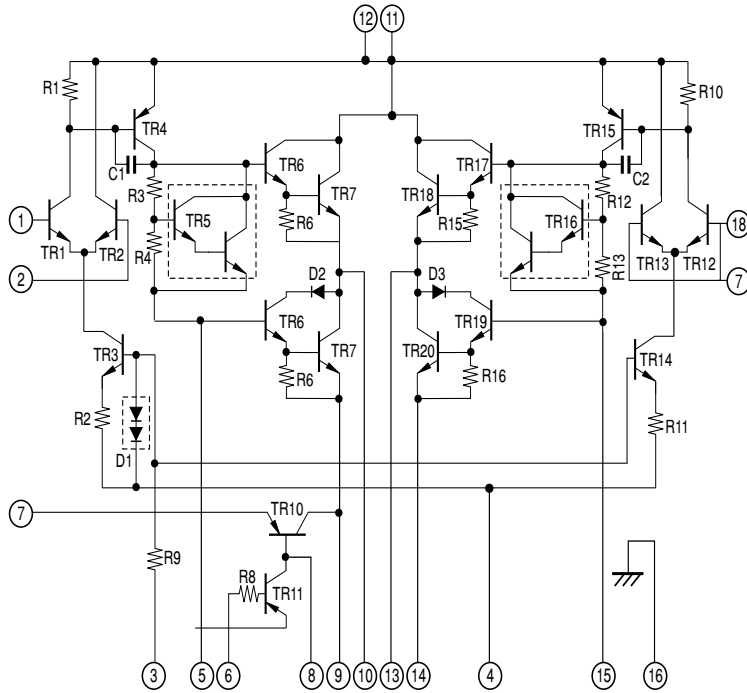 12 11
R1
R10
TR4
TR15
C1
C2
TR6
TR17
R3
R12
TR7
TR18
TR5
TR16
1
R6
R15
18
TR1 TR2
TR13 TR12
R4
R13
2
7
D2 D3
TR6
TR19
TR3
TR7
TR20
TR14
R6
R16
R2
R11
D1
7
TR10
R9
R8
TR11
3 5 6 8 9 10 13 14 4 15 16